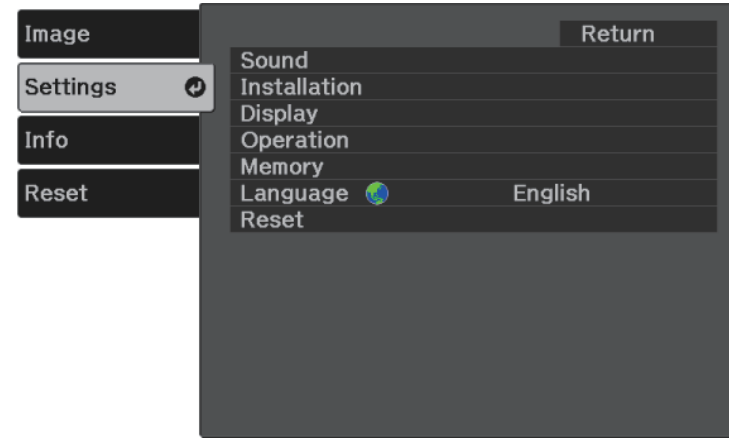 Image
Settings
Info
Reset
Return
Sound
Installation
Display
Operation
Memory
Language English
Reset